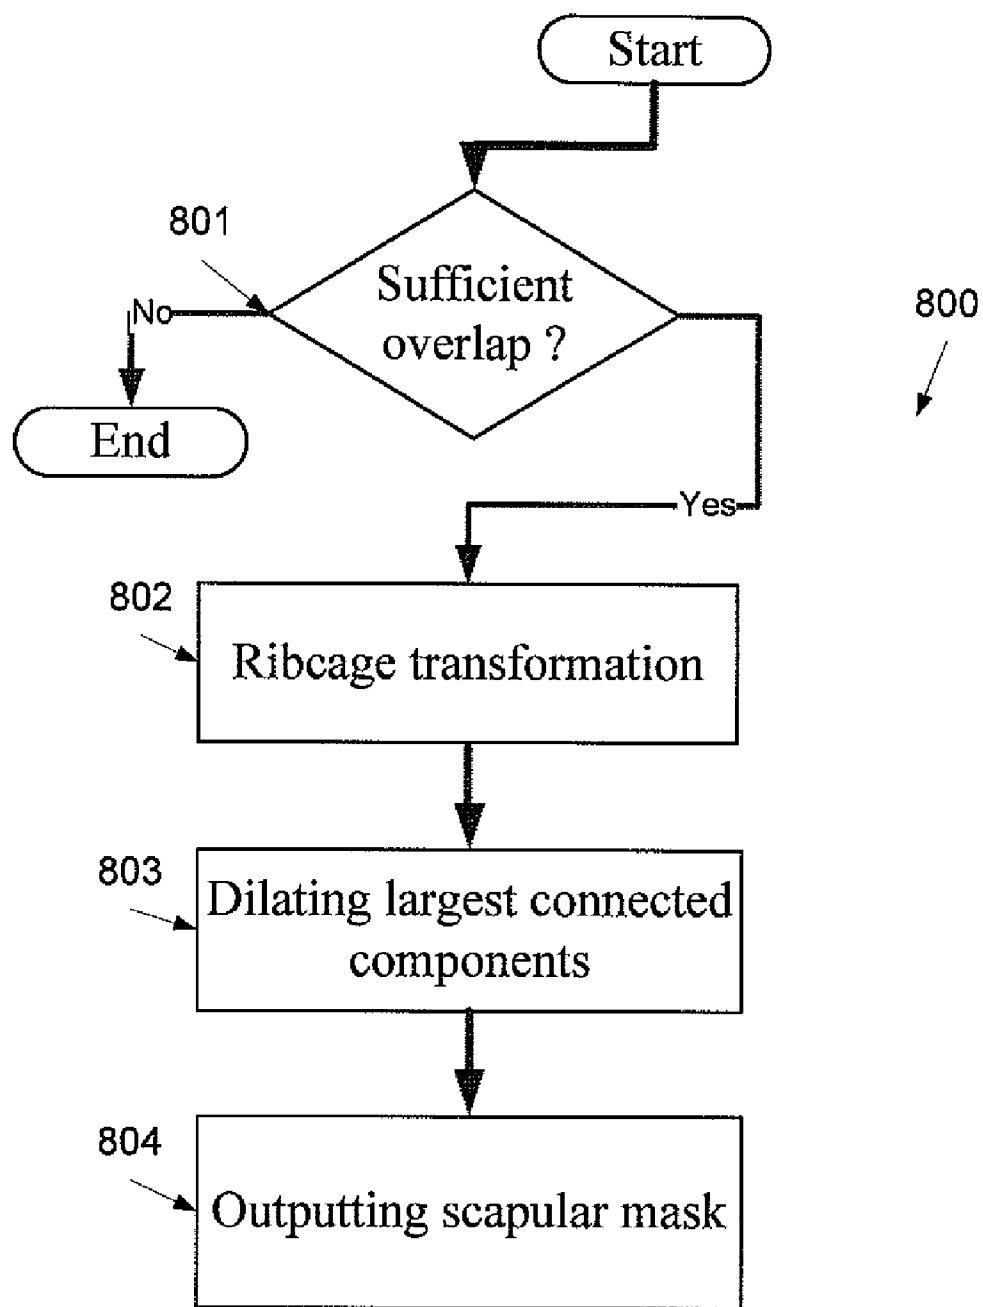 Start
801
Sufficient
overlap ?
800
No
End
Yes
802
Ribcage transformation
803
Dilating largest connected
components
804
Outputting scapular mask